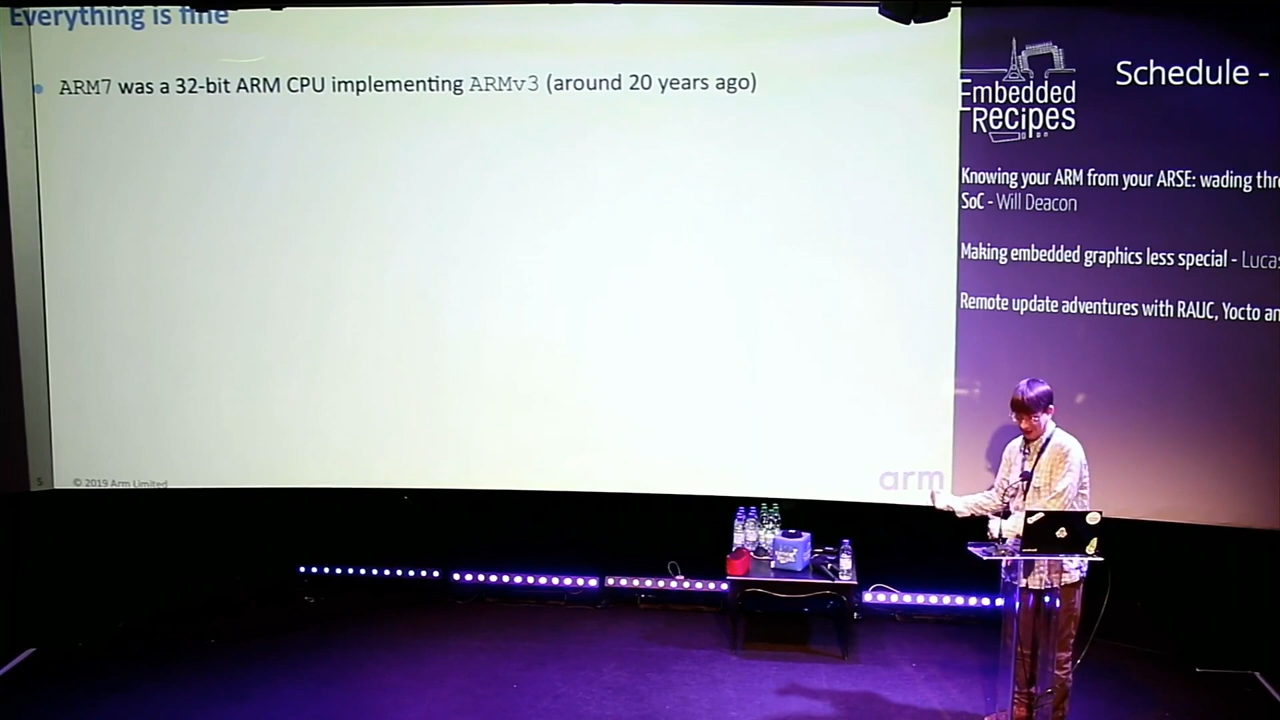 Everything is fine
ARM7 was a 32-bit ARM CPU implementing ARMv3 (around 20 years ago)
5
© 2019 Arm Limited
arm
Embedded
Recipes
Schedule -
Knowing your ARM from your ARSE: wading thr
SoC - Will Deacon
Making embedded graphics less special - Luca
Remote update adventures with RAUC, Yocto an